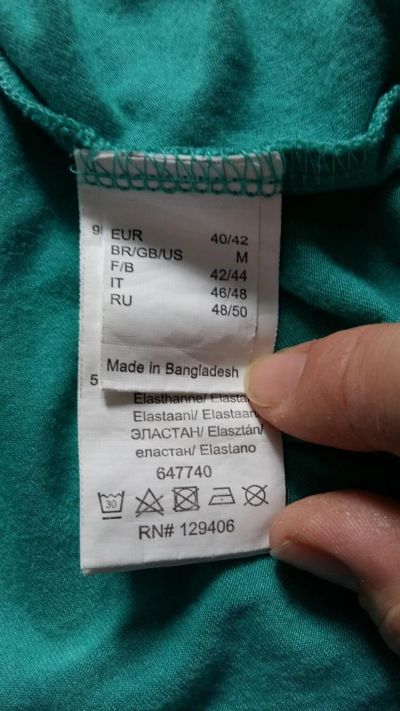 9
EUR 40/42
BR/GB/US M
F/B 42/44
IT 46/48
RU 48/50
Made in Bangladesh
5
Elasthanne/
Elastaani/ Elastaan/
ЭЛАСТАН/ Elasztán/
еластан/ Elastano
647740
30
RN# 129406